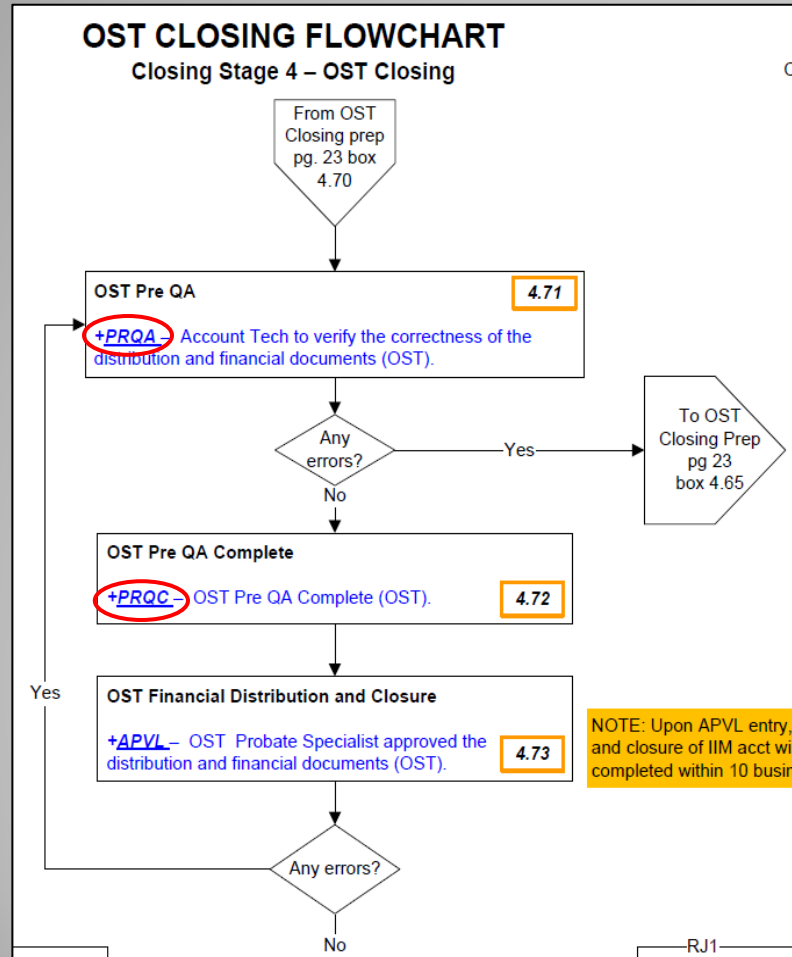 OST CLOSING FLOWCHART
Closing Stage 4 – OST Closing
From OST
Closing prep
pg. 23 box
4.70
OST Pre QA
4.71
+PRQA – Account Tech to verify the correctness of the
distribution and financial documents (OST).
Any
errors?
Yes
To OST
Closing Prep
pg 23
box 4.65
No
OST Pre QA Complete
+PRQC – OST Pre QA Complete (OST).
4.72
Yes
OST Financial Distribution and Closure
+APVL – OST Probate Specialist approved the
distribution and financial documents (OST).
4.73
NOTE: Upon APVL entry,
and closure of IIM acct
completed within 10
Any errors?
No
RJ1